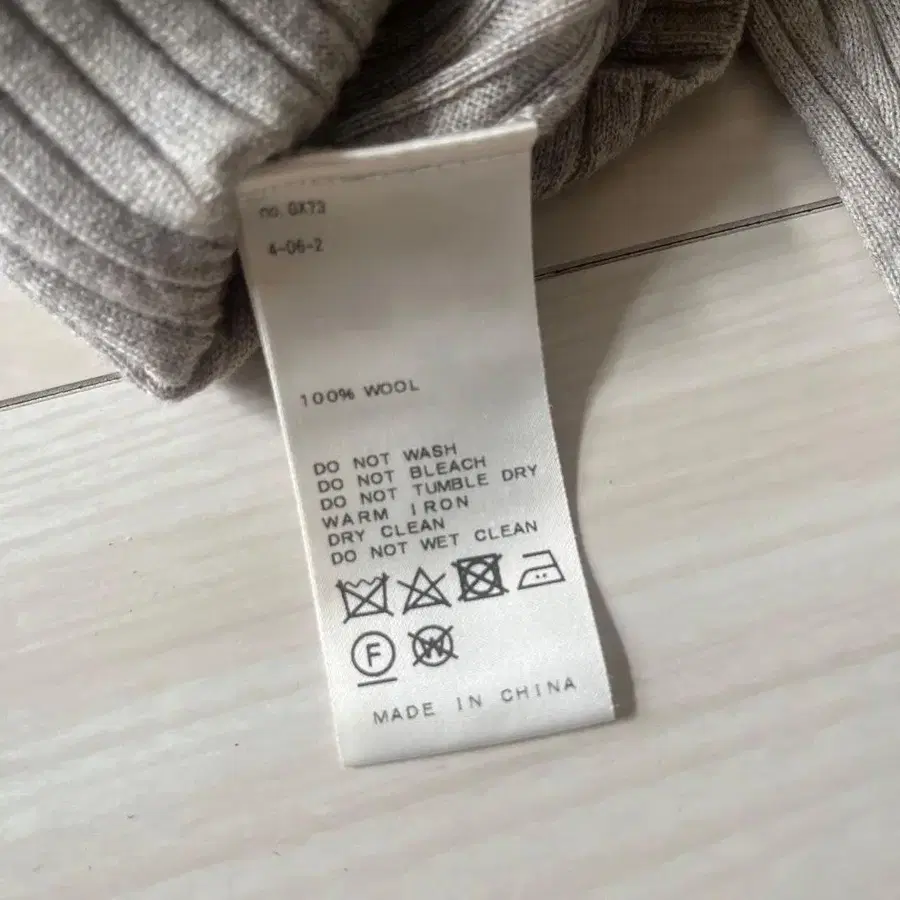 no. GX73
4-06-2
100% WOOL
DO NOT WASH
DO NOT BLEACH
DO NOT TUMBLE DRY
WARM IRON
DRY CLEAN
DO NOT WET CLEAN
F W
MADE IN CHINA